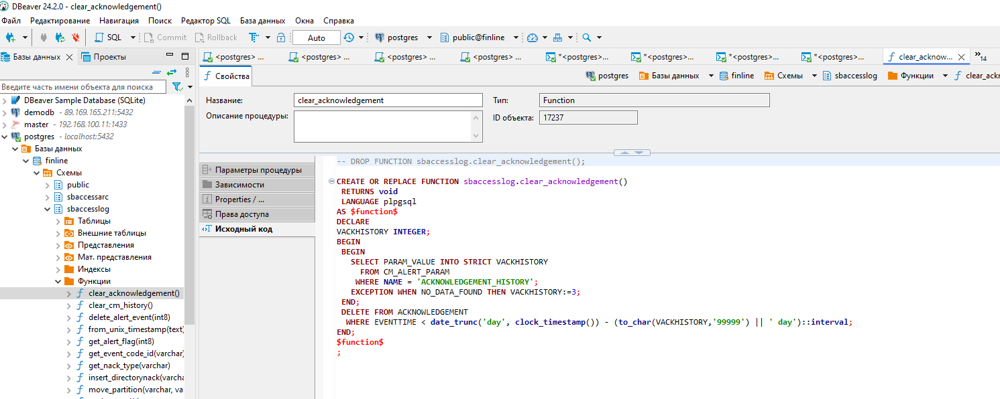 DBeaver 24.2.0 - clear_acknowledgement()
Файл Редактирование Навигация Поиск Редактор SQL База данных Окна Справка
SQL Commit Rollback Auto postgres public@finline
Базы данных Проекты
<postgres> ... <postgres> ... <postgres> ... <postgres> ... *<postgres>... *<postgres>... *<postgres>... *<postgres>... clear_acknow... »14
Свойства postgres Базы данных finline Схемы sbaccesslog Функции clear_ackn
Введите часть имени объекта для поиска
DBeaver Sample Database (SQLite)
demodb - 89.169.165.211:5432
master - 192.168.100.11:1433
postgres - localhost:5432
Базы данных
finline
Схемы
public
sbaccessarc
sbaccesslog
Таблицы
Внешние таблицы
Представления
Мат. представления
Индексы
Функции
clear_acknowledgement()
clear_cm_history()
delete_alert_event(int8)
from_unix_timestamp(text)
get_alert_flag(int8)
get_event_code_id(varchar)
get_nack_type(varchar)
insert_directorynack(varcha
move_partition(varchar, va
Название: clear_acknowledgement Тип: Function
Описание процедуры: ID объекта: 17237
Параметры процедуры
Зависимости
Properties / ...
Права доступа
Исходный код
-- DROP FUNCTION sbaccesslog.clear_acknowledgement();
CREATE OR REPLACE FUNCTION sbaccesslog.clear_acknowledgement()
RETURNS void
LANGUAGE plpgsql
AS $function$
DECLARE
VACKHISTORY INTEGER;
BEGIN
BEGIN
SELECT PARAM_VALUE INTO STRICT VACKHISTORY
FROM CM_ALERT_PARAM
WHERE NAME = 'ACKNOWLEDGEMENT_HISTORY';
EXCEPTION WHEN NO_DATA_FOUND THEN VACKHISTORY:=3;
END;
DELETE FROM ACKNOWLEDGEMENT
WHERE EVENTTIME < date_trunc('day', clock_timestamp()) - (to_char(VACKHISTORY,'99999') || ' day')::interval;
END;
$function$
;